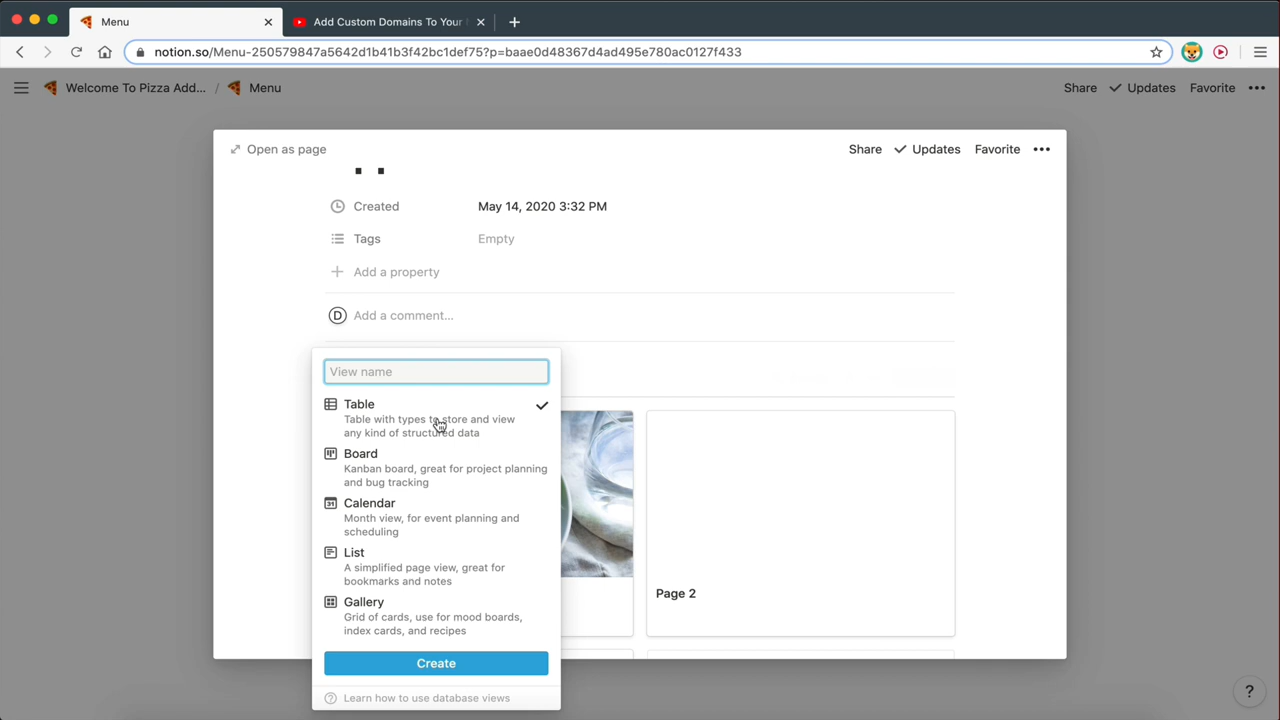 Menu
Add Custom Domains To Your
notion.so/Menu-250579847a5642d1b41b3f42bc1def75?p=baae0d48367d4ad495e780ac0127f433
Welcome To Pizza Add... / Menu
Share Updates Favorite
Open as page
Share Updates Favorite
Created May 14, 2020 3:32 PM
Tags Empty
Add a property
D Add a comment...
View name
Table
Table with types to store and view
any kind of structured data
Board
Kanban board, great for project planning
and bug tracking
31 Calendar
Month view, for event planning and
scheduling
List
A simplified page view, great for
bookmarks and notes
Gallery
Grid of cards, use for mood boards,
index cards, and recipes
Page 2
Create
? Learn how to use database views
?